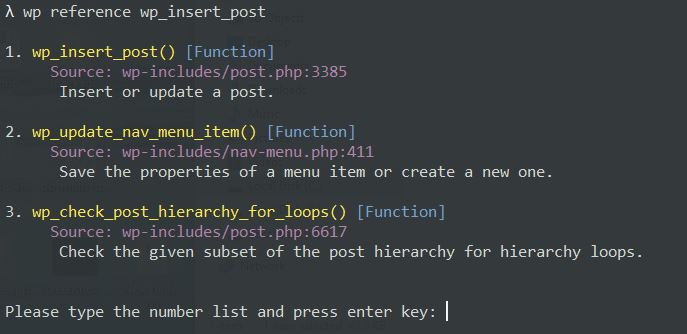 λ wp reference wp_insert_post
1. wp_insert_post() [Function]
Source: wp-includes/post.php:3385
Insert or update a post.
2. wp_update_nav_menu_item() [Function]
Source: wp-includes/nav-menu.php:411
Save the properties of a menu item or create a new one.
3. wp_check_post_hierarchy_for_loops() [Function]
Source: wp-includes/post.php:6617
Check the given subset of the post hierarchy for hierarchy loops.
Please type the number list and press enter key: